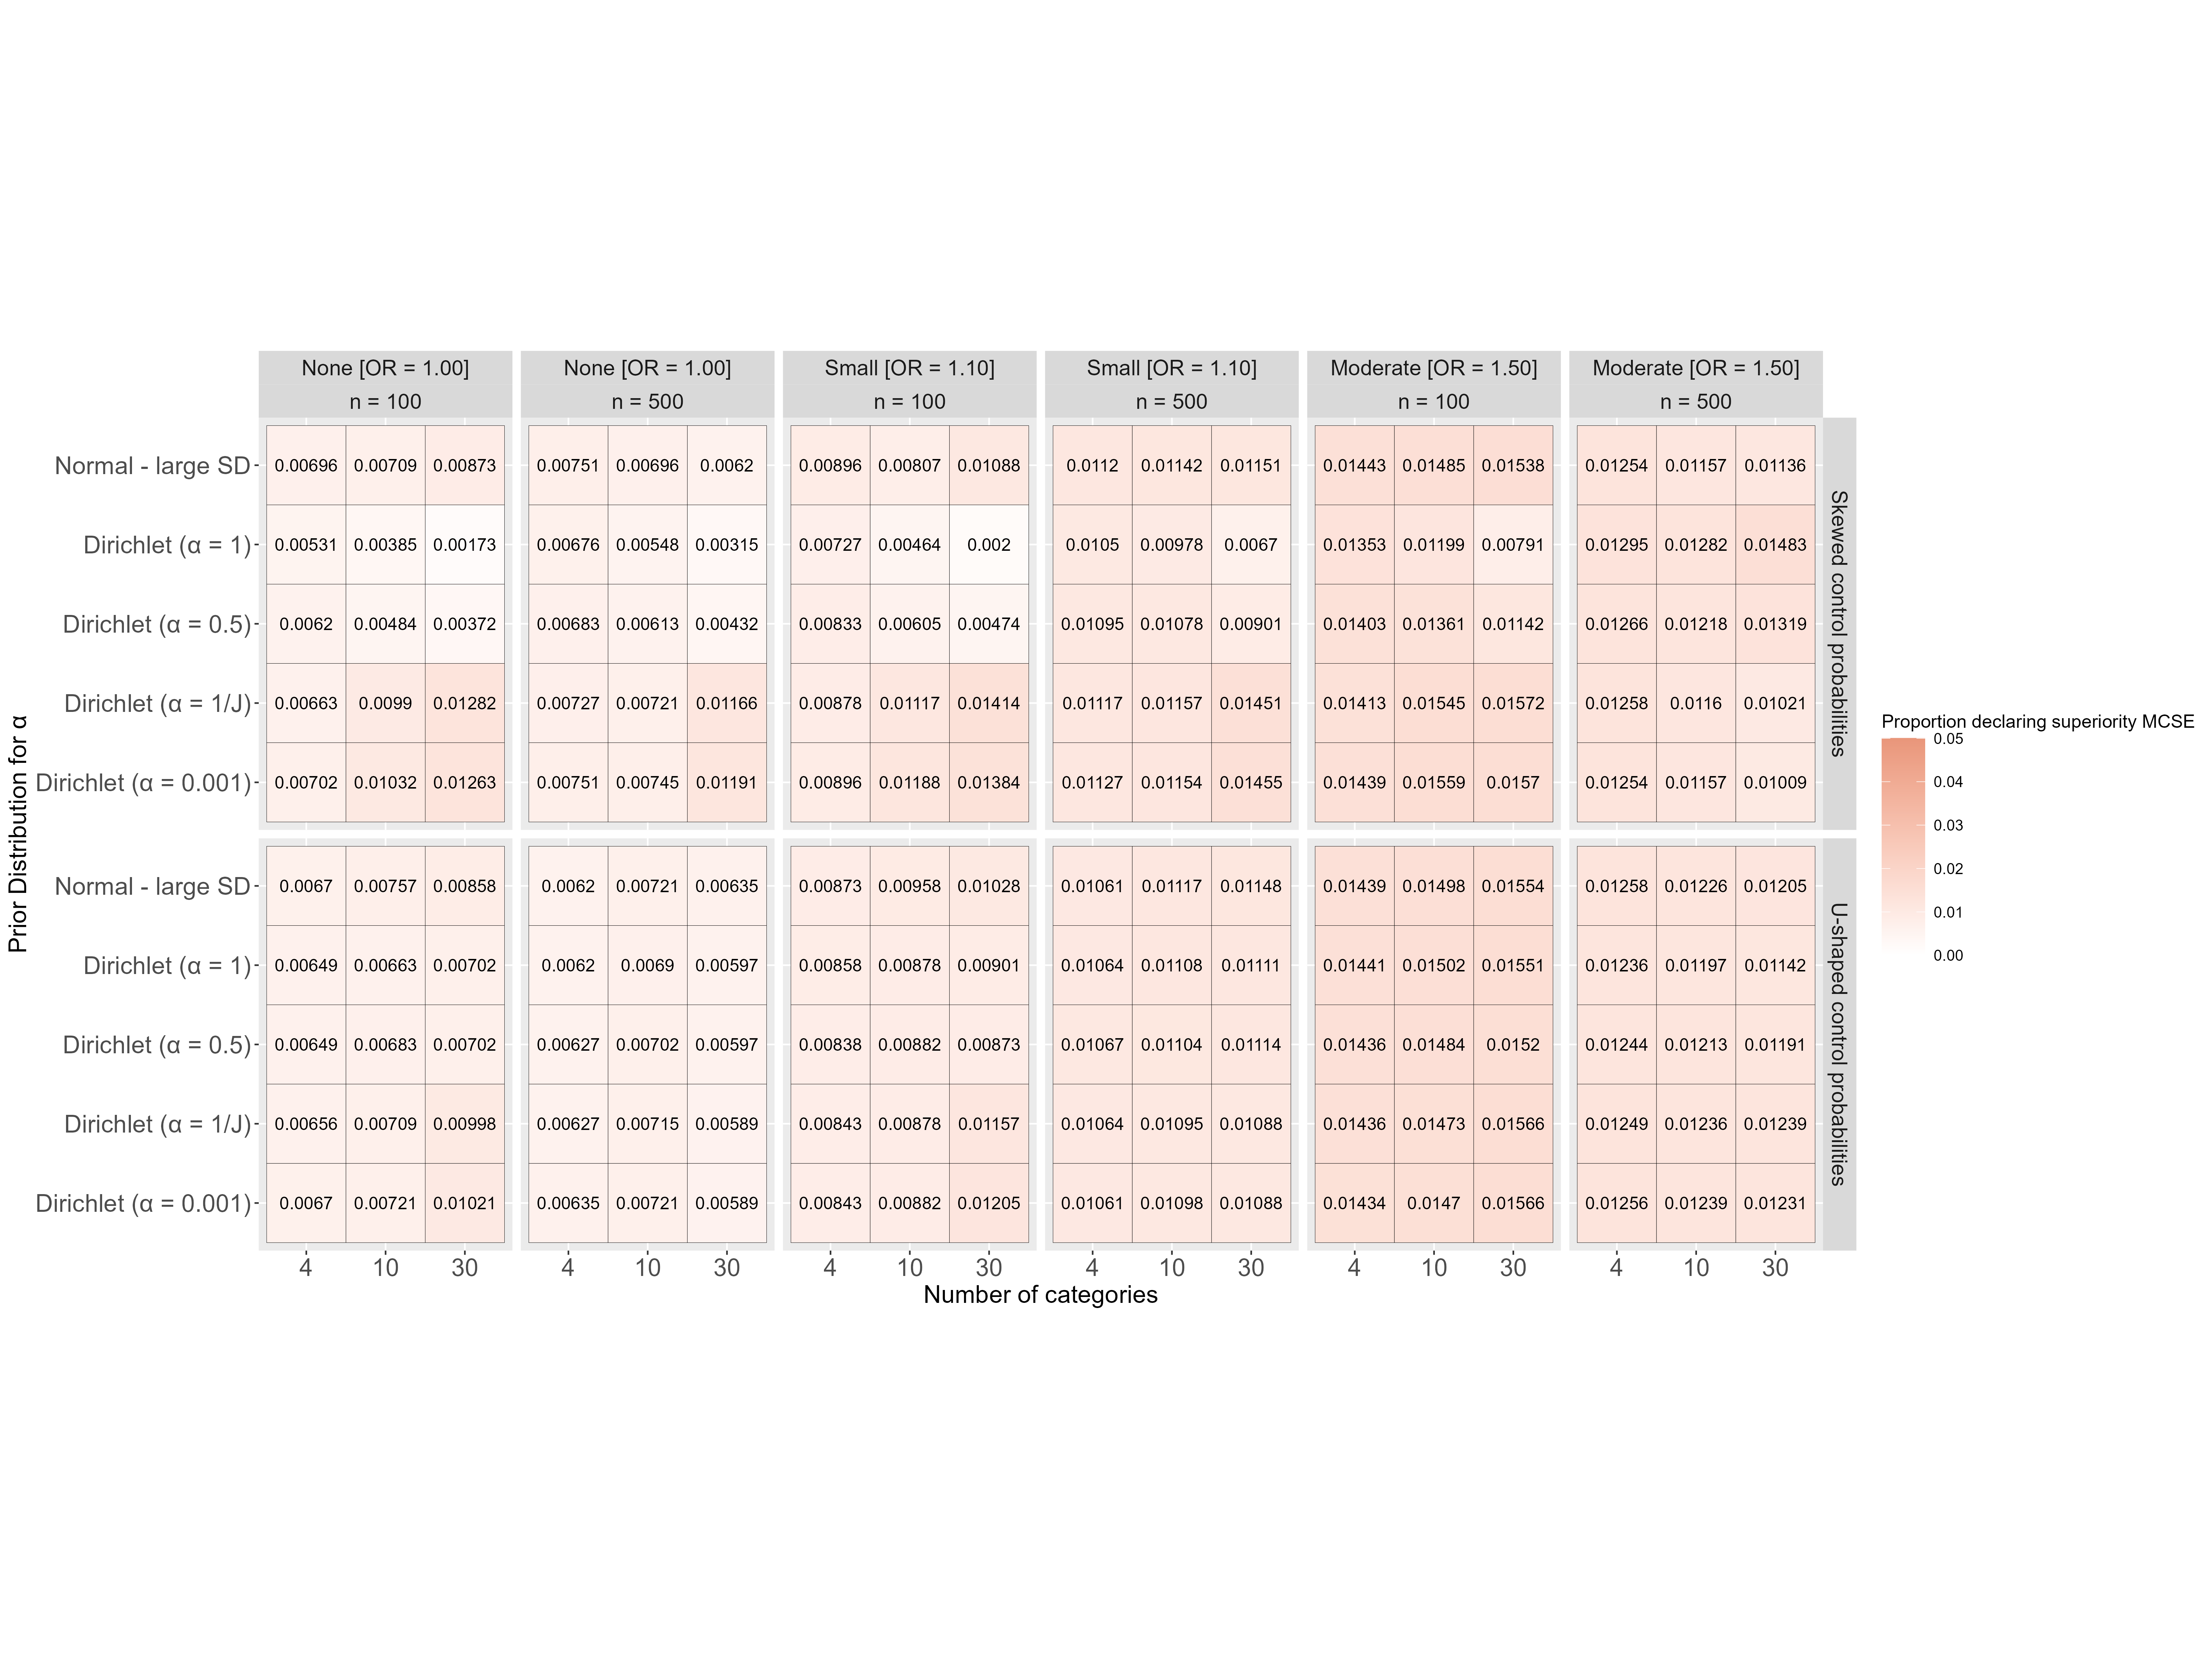 None [OR = 1.00] None [OR = 1.00] Small [OR = 1.10] Small [OR = 1.10] Moderate [OR = 1.50] Moderate [OR = 1.50]
n = 100 n = 500 n = 100 n = 500 n = 100 n = 500
Normal - large SD 0.00696 0.00709 0.00873 0.00751 0.00696 0.0062 0.00896 0.00807 0.01088 0.0112 0.01142 0.01151 0.01443 0.01485 0.01538 0.01254 0.01157 0.01136
Dirichlet (α = 1) 0.00531 0.00385 0.00173 0.00676 0.00548 0.00315 0.00727 0.00464 0.002 0.0105 0.00978 0.0067 0.01353 0.01199 0.00791 0.01295 0.01282 0.01483
Dirichlet (α = 0.5) 0.0062 0.00484 0.00372 0.00683 0.00613 0.00432 0.00833 0.00605 0.00474 0.01095 0.01078 0.00901 0.01403 0.01361 0.01142 0.01266 0.01218 0.01319
Dirichlet (α = 1/J) 0.00663 0.0099 0.01282 0.00727 0.00721 0.01166 0.00878 0.01117 0.01414 0.01117 0.01157 0.01451 0.01413 0.01545 0.01572 0.01258 0.0116 0.01021
Dirichlet (α = 0.001) 0.00702 0.01032 0.01263 0.00751 0.00745 0.01191 0.00896 0.01188 0.01384 0.01127 0.01154 0.01455 0.01439 0.01559 0.0157 0.01254 0.01157 0.01009
Skewed control probabilities
Normal - large SD 0.0067 0.00757 0.00858 0.0062 0.00721 0.00635 0.00873 0.00958 0.01028 0.01061 0.01117 0.01148 0.01439 0.01498 0.01554 0.01258 0.01226 0.01205
Dirichlet (α = 1) 0.00649 0.00663 0.00702 0.0062 0.0069 0.00597 0.00858 0.00878 0.00901 0.01064 0.01108 0.01111 0.01441 0.01502 0.01551 0.01236 0.01197 0.01142
Dirichlet (α = 0.5) 0.00649 0.00683 0.00702 0.00627 0.00702 0.00597 0.00838 0.00882 0.00873 0.01067 0.01104 0.01114 0.01436 0.01484 0.0152 0.01244 0.01213 0.01191
Dirichlet (α = 1/J) 0.00656 0.00709 0.00998 0.00627 0.00715 0.00589 0.00843 0.00878 0.01157 0.01064 0.01095 0.01088 0.01436 0.01473 0.01566 0.01249 0.01236 0.01239
Dirichlet (α = 0.001) 0.0067 0.00721 0.01021 0.00635 0.00721 0.00589 0.00843 0.00882 0.01205 0.01061 0.01098 0.01088 0.01434 0.0147 0.01566 0.01256 0.01239 0.01231
U-shaped control probabilities
4 10 30 4 10 30 4 10 30 4 10 30 4 10 30 4 10 30
Number of categories
Prior Distribution for α
Proportion declaring superiority MCSE
0.05
0.04
0.03
0.02
0.01
0.00